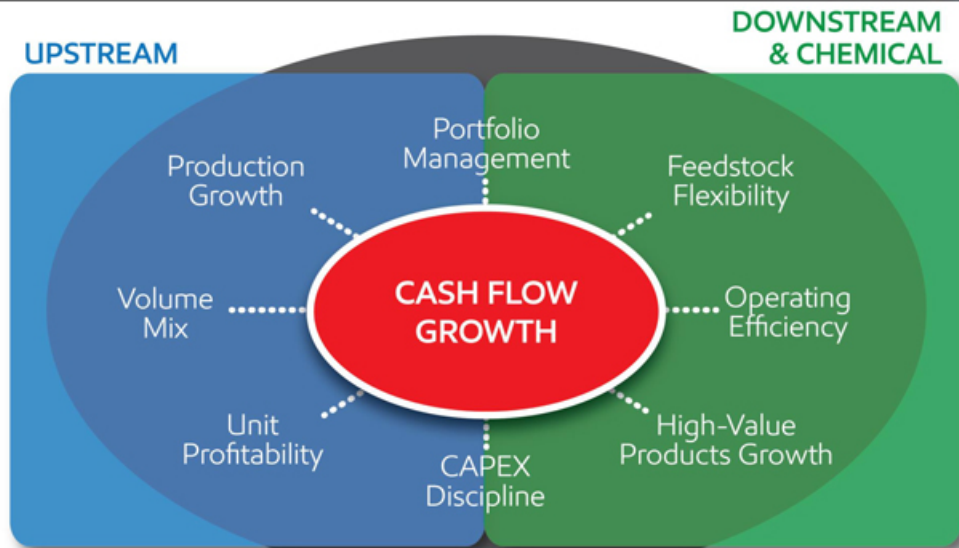 UPSTREAM
DOWNSTREAM
& CHEMICAL
Portfolio
Management
Production
Growth
Feedstock
Flexibility
Volume
Mix
CASH FLOW
GROWTH
Operating
Efficiency
Unit
Profitability
CAPEX
Discipline
High-Value
Products Growth